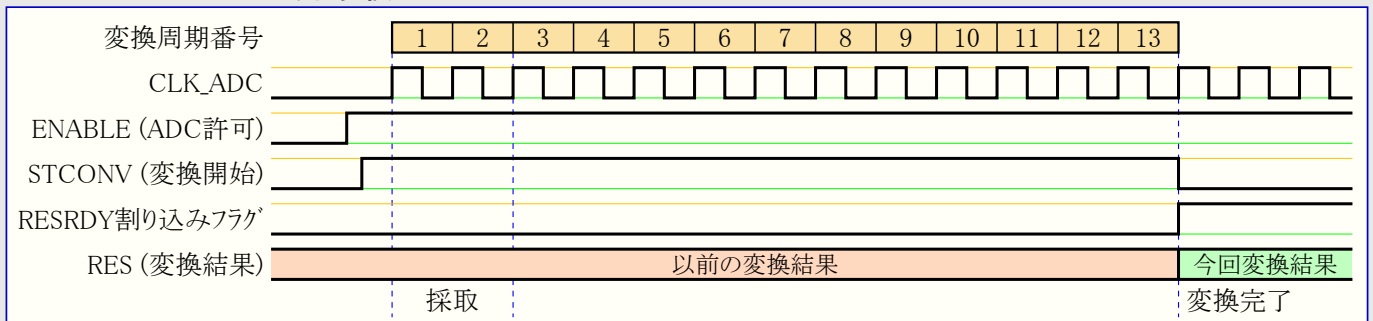 変換周期番号 1 2 3 4 5 6 7 8 9 10 11 12 13
CLK_ADC
ENABLE (ADC許可)
STCONV (変換開始)
RESRDY割り込みフラグ
RES (変換結果) 以前の変換結果 今回変換結果
採取 変換完了